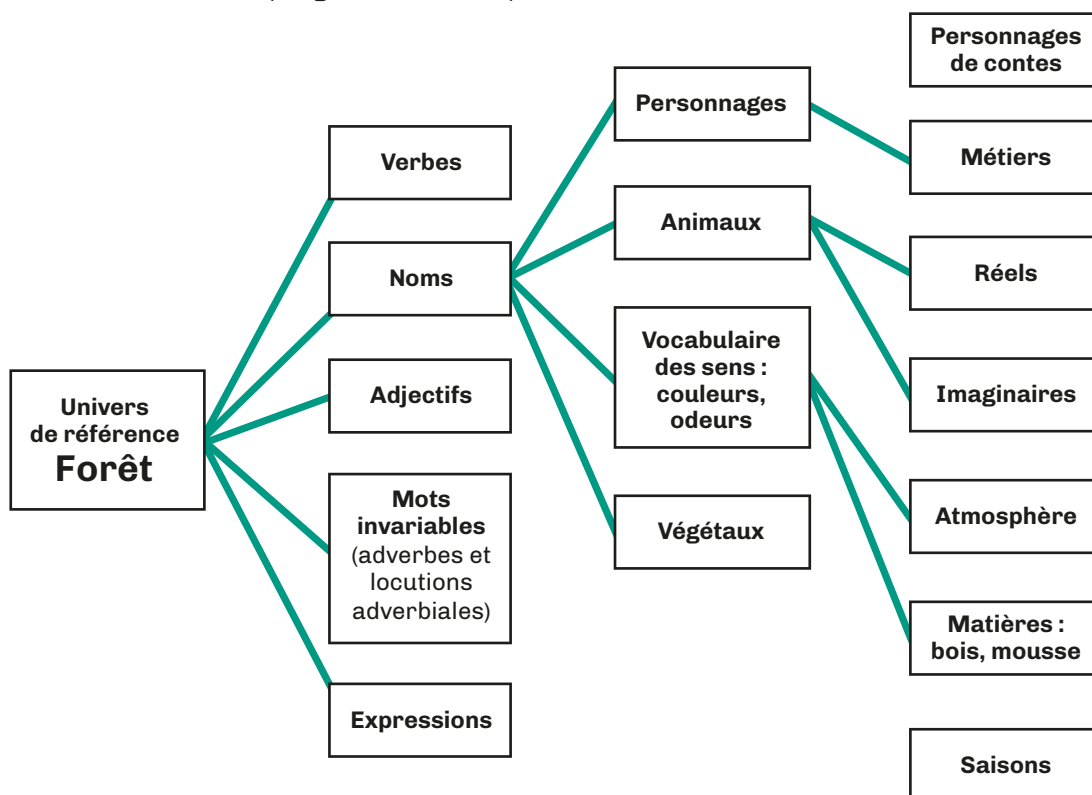 Univers
de référence
Forêt
Verbes
Noms
Adjectifs
Mots
invariables
(adverbes et
locutions
adverbiales)
Expressions
Personnages
Animaux
Vocabulaire
des sens :
couleurs,
odeurs
Végétaux
Personnages
de contes
Métiers
Réels
Imaginaires
Atmosphère
Matières :
bois, mousse
Saisons